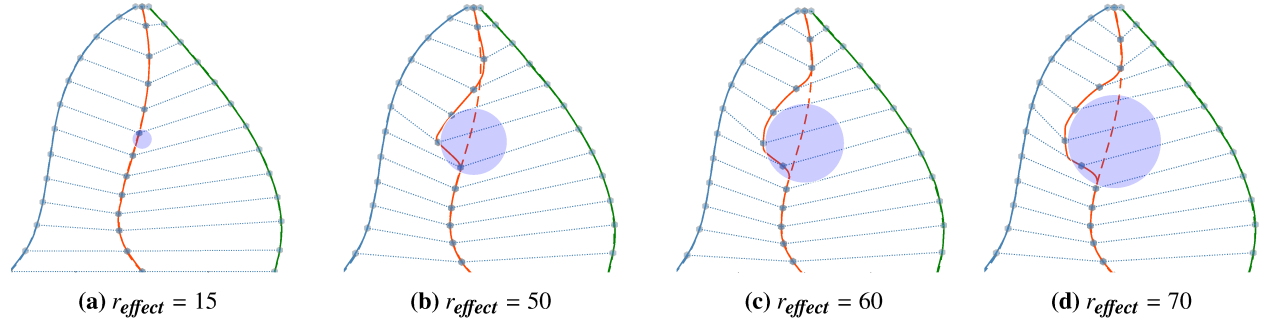 (a) r_effect = 15
(b) r_effect = 50
(c) r_effect = 60
(d) r_effect = 70